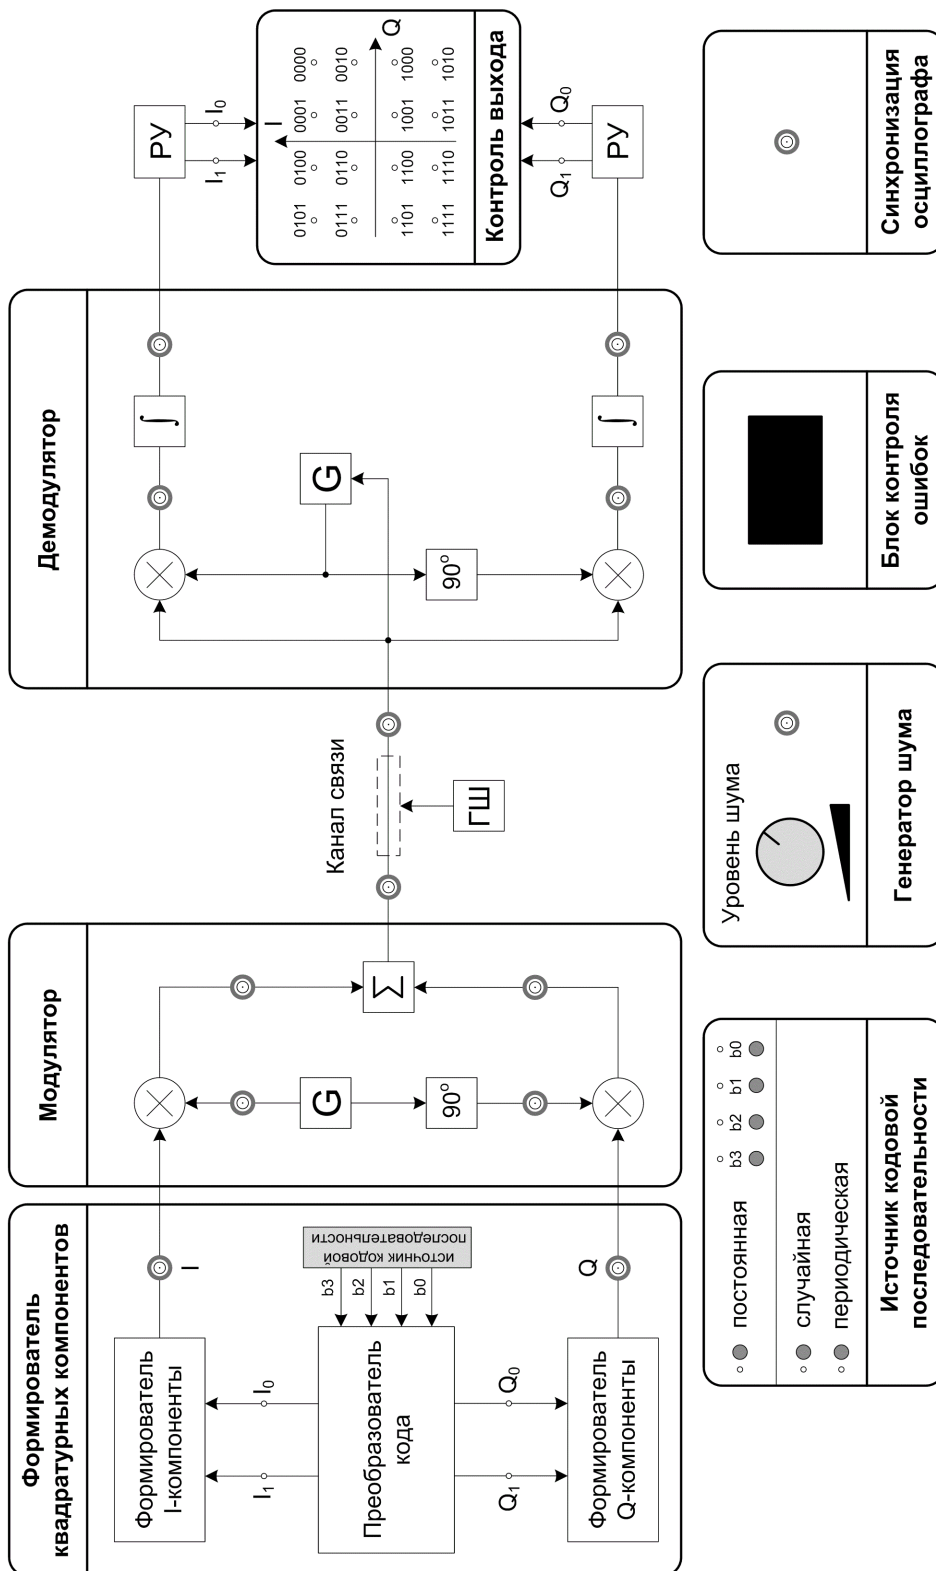 Формирователь
квадратурных компонентов
Формирователь
I-компоненты
I
I₁
I₀
Преобразователь
кода
b3
b2
b1
b0
источник кодовой
последовательности
Q₁
Q₀
Формирователь
Q-компоненты
Q
Модулятор
G
90°
Σ
Канал связи
ГШ
Демодулятор
∫
G
90°
∫
РУ
I₁
I₀
I
Q
0101
0100
0001
0000
0111
0110
0011
0010
1101
1100
1001
1000
1111
1110
1011
1010
Контроль выхода
Q₁
Q₀
РУ
постоянная
b3
b2
b1
b0
случайная
периодическая
Источник кодовой
последовательности
Уровень шума
Генератор шума
Блок контроля
ошибок
Синхронизация
осциллографа